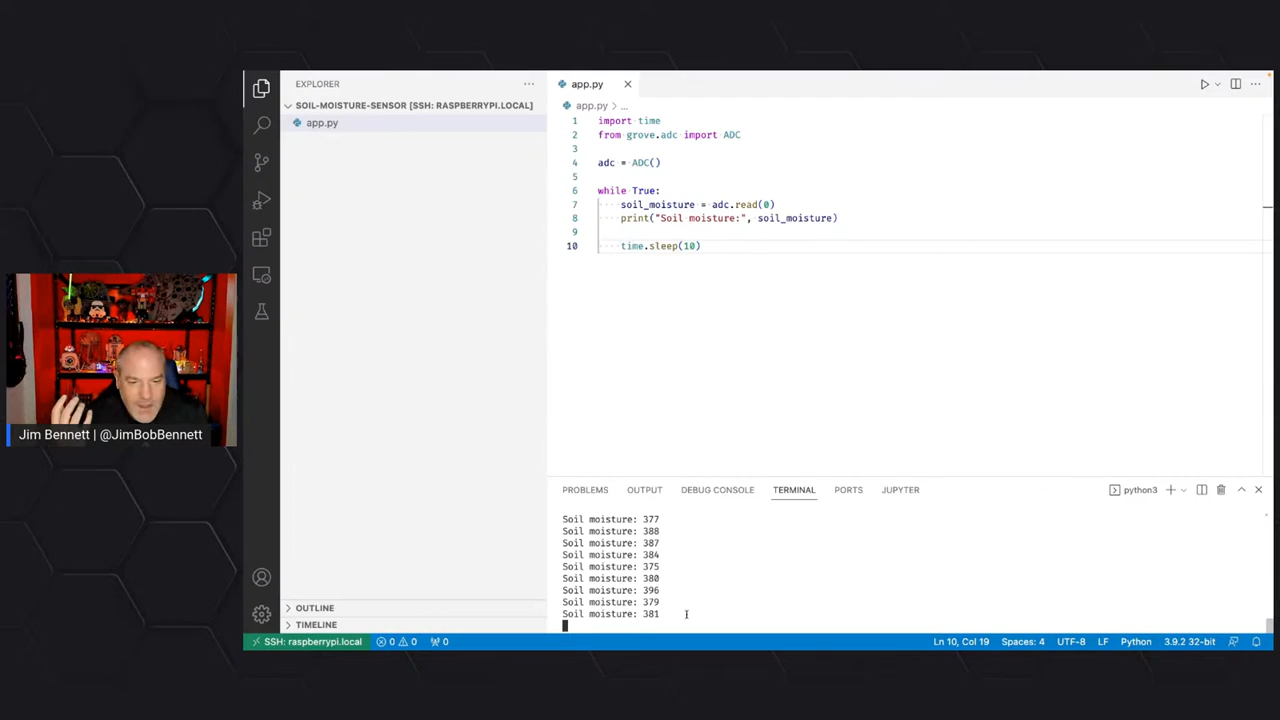 EXPLORER
SOIL-MOISTURE-SENSOR [SSH: RASPBERRYPI.LOCAL]
app.py
OUTLINE
TIMELINE
app.py
app.py > ...
1 import time
2 from grove.adc import ADC
3
4 adc = ADC()
5
6 while True:
7 soil_moisture = adc.read(0)
8 print("Soil moisture:", soil_moisture)
9
10 time.sleep(10)
PROBLEMS OUTPUT DEBUG CONSOLE TERMINAL PORTS JUPYTER python3
Soil moisture: 377
Soil moisture: 388
Soil moisture: 387
Soil moisture: 384
Soil moisture: 375
Soil moisture: 380
Soil moisture: 396
Soil moisture: 379
Soil moisture: 381
SSH: raspberrypi.local 0 0 0 Ln 10, Col 19 Spaces: 4 UTF-8 LF Python 3.9.2 32-bit
Jim Bennett | @JimBobBennett